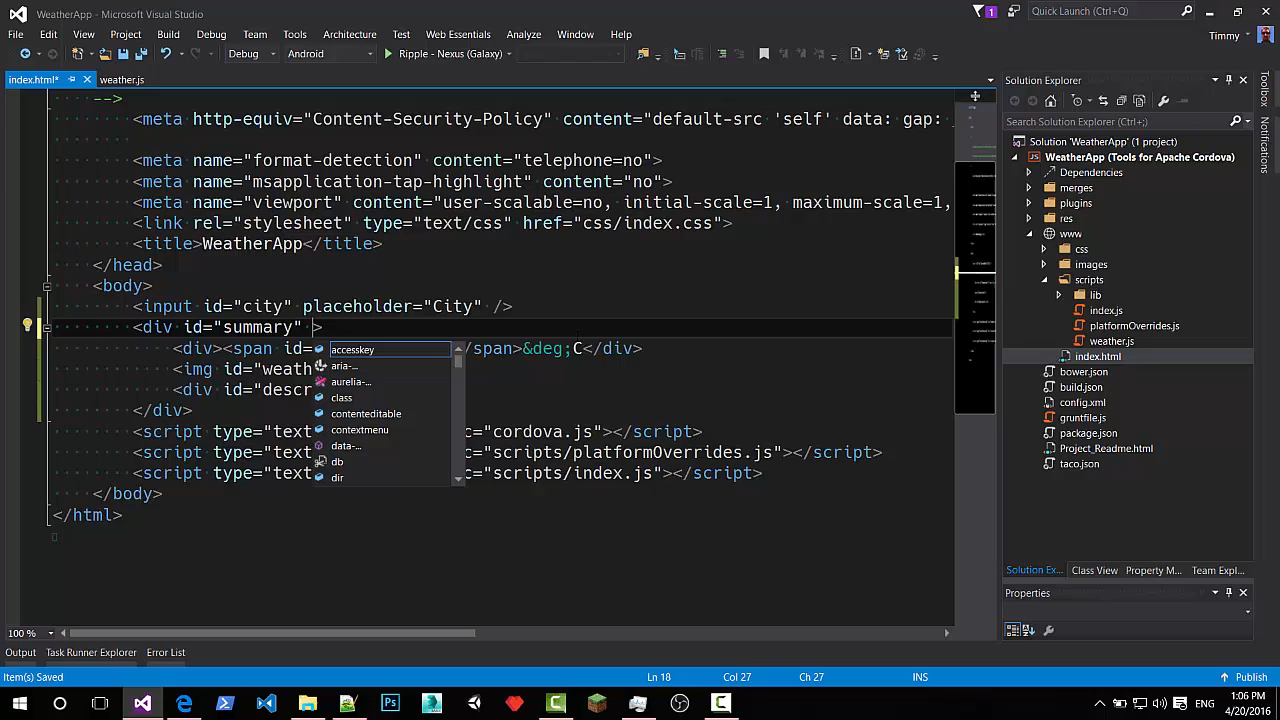 WeatherApp - Microsoft Visual Studio
1
Quick Launch (Ctrl+;)
File Edit View Project Build Debug Team Tools Architecture Test Web Essentials Analyze Window Help
Timmy
Debug Android Ripple - Nexus (Galaxy)
index.html* weather.js
-->
<meta http-equiv="Content-Security-Policy" content="default-src 'self' data: gap:
<meta name="format-detection" content="telephone=no">
<meta name="msapplication-tap-highlight" content="no">
<meta name="viewport" content="user-scalable=no, initial-scale=1, maximum-scale=1,
<link rel="stylesheet" type="text/css" href="css/index.css">
<title>WeatherApp</title>
</head>
<body>
<input id="city" placeholder="City" />
<div id="summary" >
<div><span id= /span>&deg;C</div>
<img id="weath
<div id="descr
</div>
<script type="text c="cordova.js"></script>
<script type="text c="scripts/platformOverrides.js"></script>
<script type="text c="scripts/index.js"></script>
</body>
</html>
accesskey
aria-...
aurelia-...
class
contenteditable
contextmenu
data-...
db
dir
100 %
Solution Explorer
Search Solution Explorer (Ctrl+;)
Solution 'WeatherApp' (1 project)
WeatherApp (Tools for Apache Cordova)
Dependencies
merges
plugins
res
www
css
images
scripts
lib
index.js
platformOverrides.js
weather.js
index.html
bower.json
build.json
config.xml
gruntfile.js
package.json
Project_Readme.html
taco.json
Solution Ex... Class View Property M... Team Expl...
Properties
Toolbox
Notifications
Output Task Runner Explorer Error List
Item(s) Saved Ln 18 Col 27 Ch 27 INS Publish
1:06 PM
4/20/2016